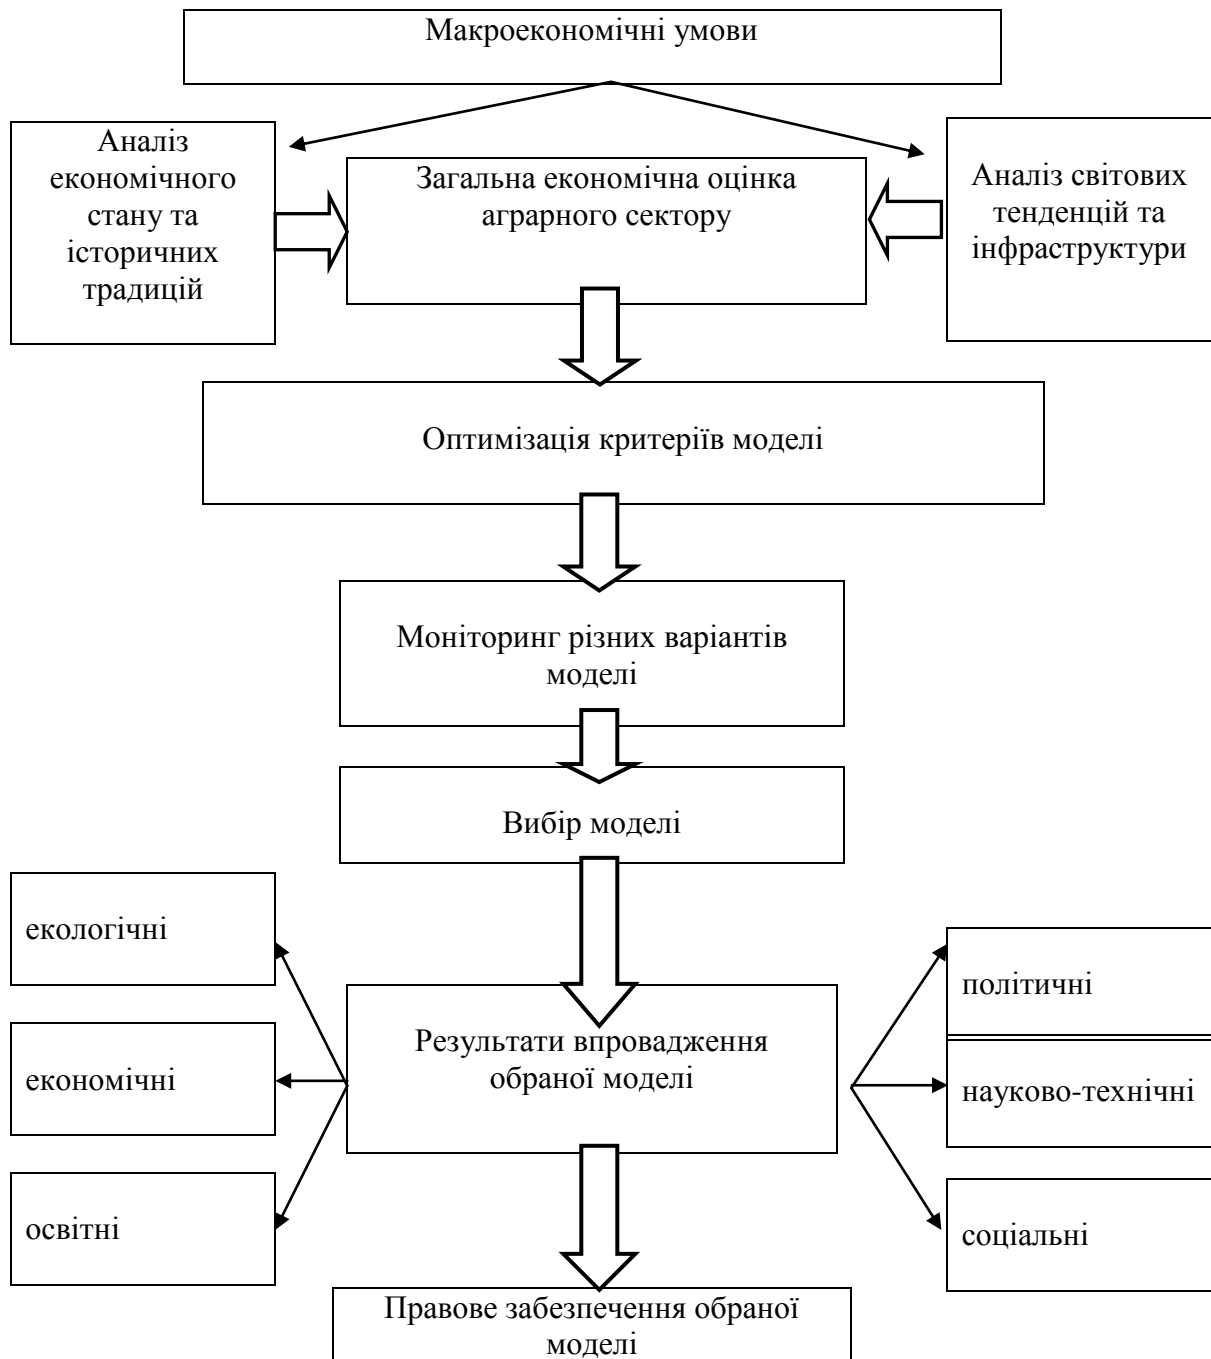 Макроекономічні умови
Аналіз
економічного
стану та
історичних
традицій
Загальна економічна оцінка
аграрного сектору
Аналіз світових
тенденцій та
інфраструктури
Оптимізація критеріїв моделі
Моніторинг різних варіантів
моделі
Вибір моделі
екологічні
економічні
освітні
Результати впровадження
обраної моделі
політичні
науково-технічні
соціальні
Правове забезпечення обраної
моделі